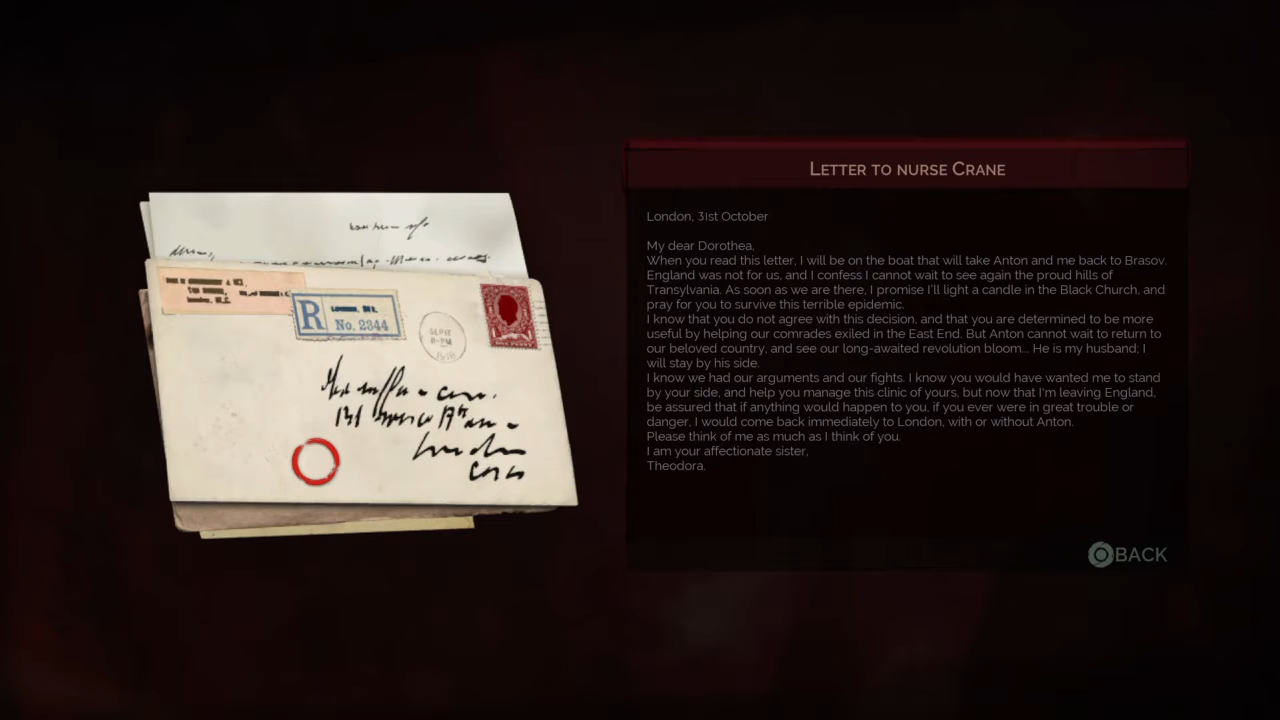 LETTER TO NURSE CRANE
London, 31st October
My dear Dorothea,
When you read this letter, I will be on the boat that will take Anton and me back to Brasov.
England was not for us, and I confess I cannot wait to see again the proud hills of
Transylvania. As soon as we are there, I promise I'll light a candle in the Black Church, and
pray for you to survive this terrible epidemic.
I know that you do not agree with this decision, and that you are determined to be more
useful by helping our comrades exiled in the East End. But Anton cannot wait to return to
our beloved country, and see our long-awaited revolution bloom... He is my husband; I
will stay by his side.
I know we had our arguments and our fights. I know you would have wanted me to stand
by your side, and help you manage this clinic of yours, but now that I'm leaving England,
be assured that if anything would happen to you, if you ever were in great trouble or
danger, I would come back immediately to London, with or without Anton.
Please think of me as much as I think of you.
I am your affectionate sister,
Theodora.
R
No. 2344
BACK